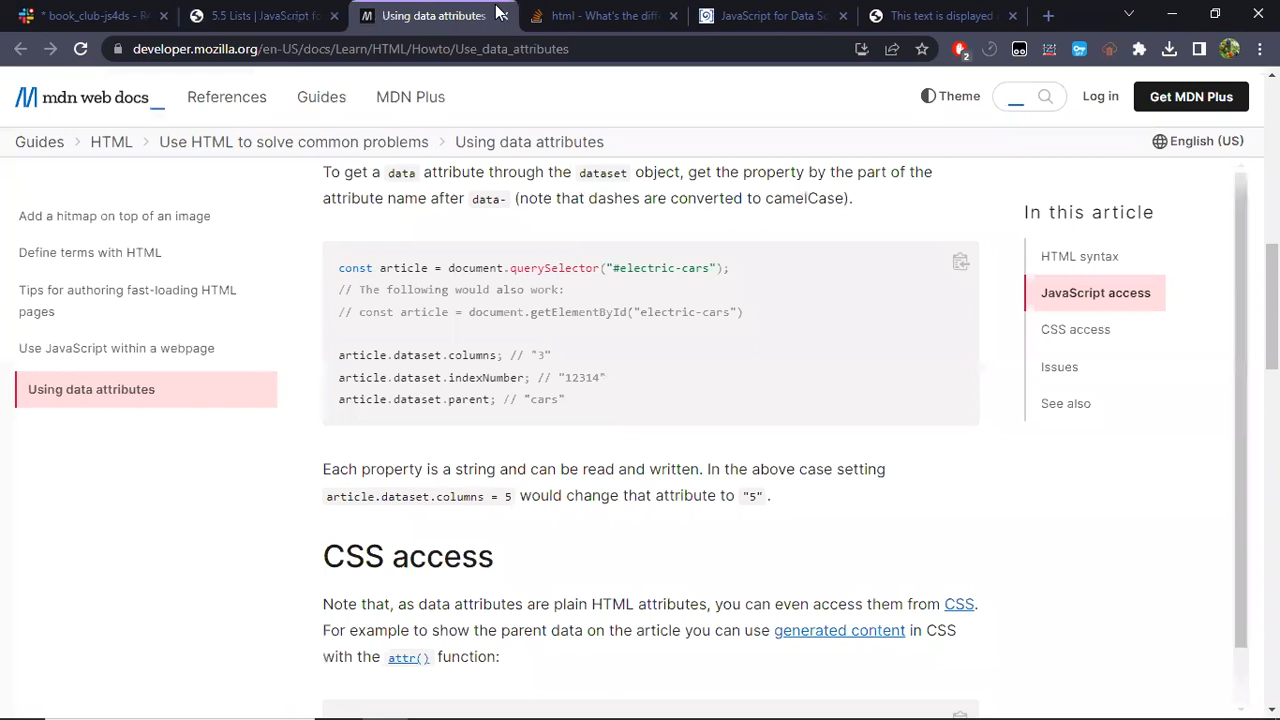 * book_club-js4ds - R
5.5 Lists | JavaScript fo
Using data attributes
html - What's the diff
JavaScript for Data Sc
This text is displayed
developer.mozilla.org/en-US/docs/Learn/HTML/Howto/Use_data_attributes
2
mdn web docs_
References
Guides
MDN Plus
Theme
Log in
Get MDN Plus
Guides > HTML > Use HTML to solve common problems > Using data attributes
English (US)
Add a bitmap on top of an image
Define terms with HTML
Tips for authoring fast-loading HTML
pages
Use JavaScript within a webpage
Using data attributes
To get a data attribute through the dataset object, get the property by the part of the
attribute name after data- (note that dashes are converted to camelCase).
const article = document.querySelector("#electric-cars");
// The following would also work:
// const article = document.getElementById("electric-cars")
article.dataset.columns; // "3"
article.dataset.indexNumber; // "12314"
article.dataset.parent; // "cars"
Each property is a string and can be read and written. In the above case setting
article.dataset.columns = 5 would change that attribute to "5".
CSS access
Note that, as data attributes are plain HTML attributes, you can even access them from CSS.
For example to show the parent data on the article you can use generated content in CSS
with the attr() function:
In this article
HTML syntax
JavaScript access
CSS access
Issues
See also